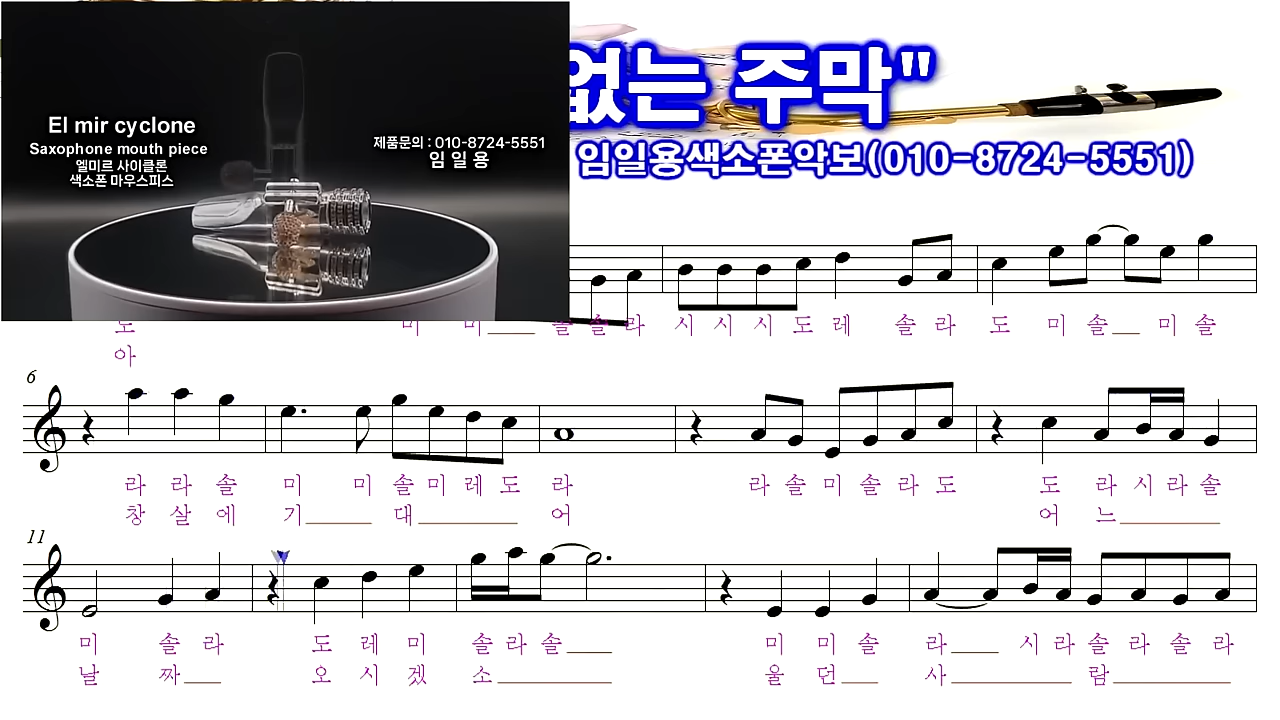 El mir cyclone
Saxophone mouth piece
엘미르 사이클론
색소폰 마우스피스
제품문의 : 010-8724-5551
임 일 용
없는 주막"
임일용색소폰악보(010-8724-5551)
도 미 미 솔 솔 라 시 시 시 도 레 솔 라 도 미 솔 미 솔
아
6
라 라 솔 미 미 솔 미 레 도 라 라 솔 미 솔 라 도 도 라 시 라 솔
창 살 에 기 대 어 어 느
11
미 솔 라 도 레 미 솔 라 솔 미 미 솔 라 시 라 솔 라 솔 라
날 짜 오 시 겠 소 울 던 사 람